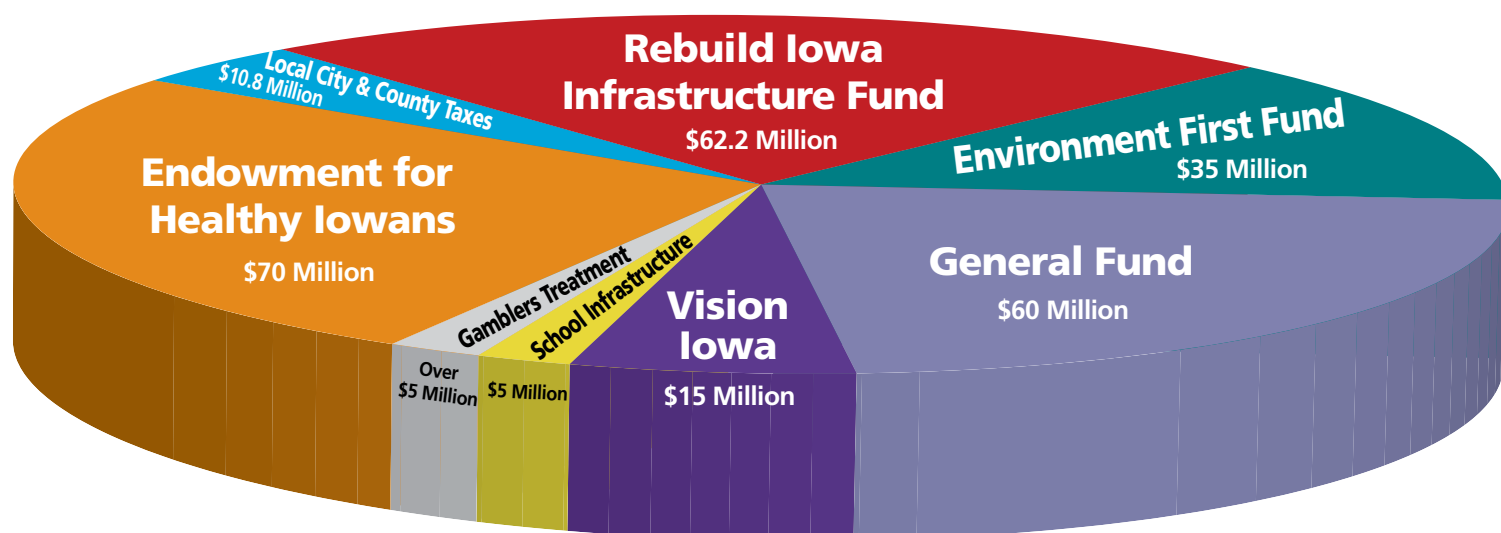 Rebuild Iowa
Infrastructure Fund
$62.2 Million
Local City & County Taxes
$10.8 Million
Environment First Fund
$35 Million
Endowment for
Healthy Iowans
$70 Million
General Fund
$60 Million
Gamblers Treatment
Over
$5 Million
School Infrastructure
$5 Million
Vision
Iowa
$15 Million